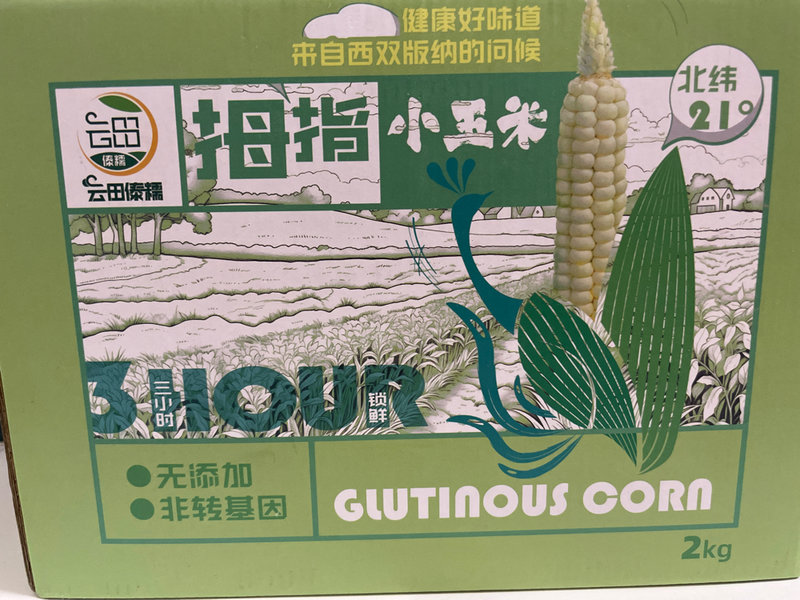 健康好味道
来自西双版纳的问候
北纬
21°
云田
傣糯
云田傣糯
拇指
小玉米
3HOUR
三小时
锁鲜
●无添加
●非转基因
GLUTINOUS CORN
2kg